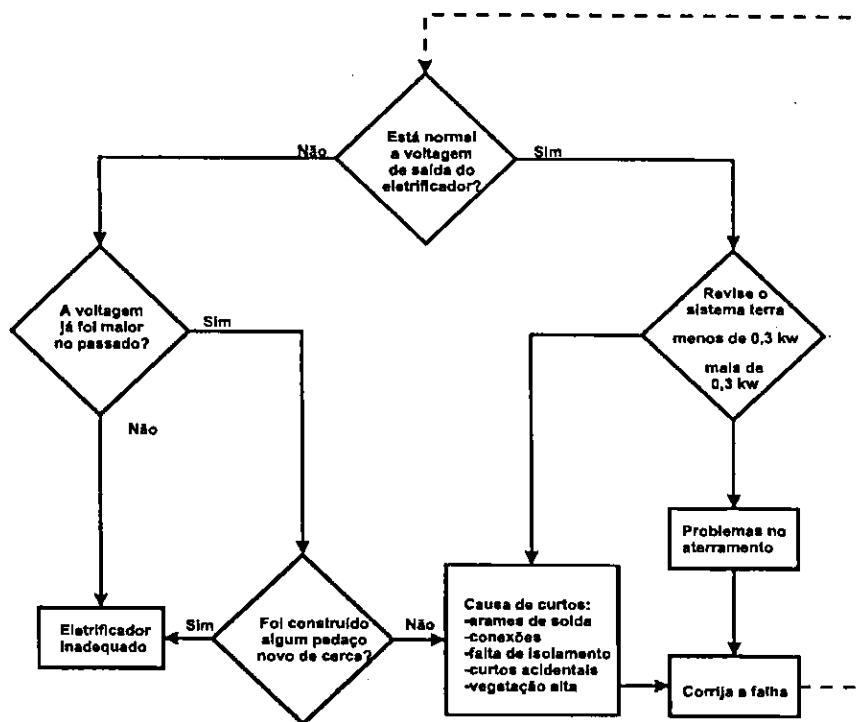 Está normal
a voltagem
de saída do
eletrificador?
Não
Sim
A voltagem
já foi maior
no passado?
Sim
Não
Revise o
sistema terra
menos de 0,3 kw
mais de
0,3 kw
Problemas no
aterramento
Eletrificador
Inadequado
Sim
Foi construído
algum pedaço
novo de cerca?
Não
Causa de curtos:
-arames de solda
-conexões
-falta de isolamento
-curtos acidentais
-vegetação alta
Corrija a falha